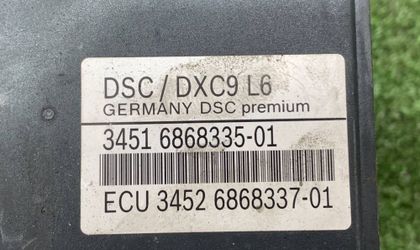 DSC / DXC9 L6
GERMANY DSC premium
3451 6868335-01
ECU 3452 6868337-01